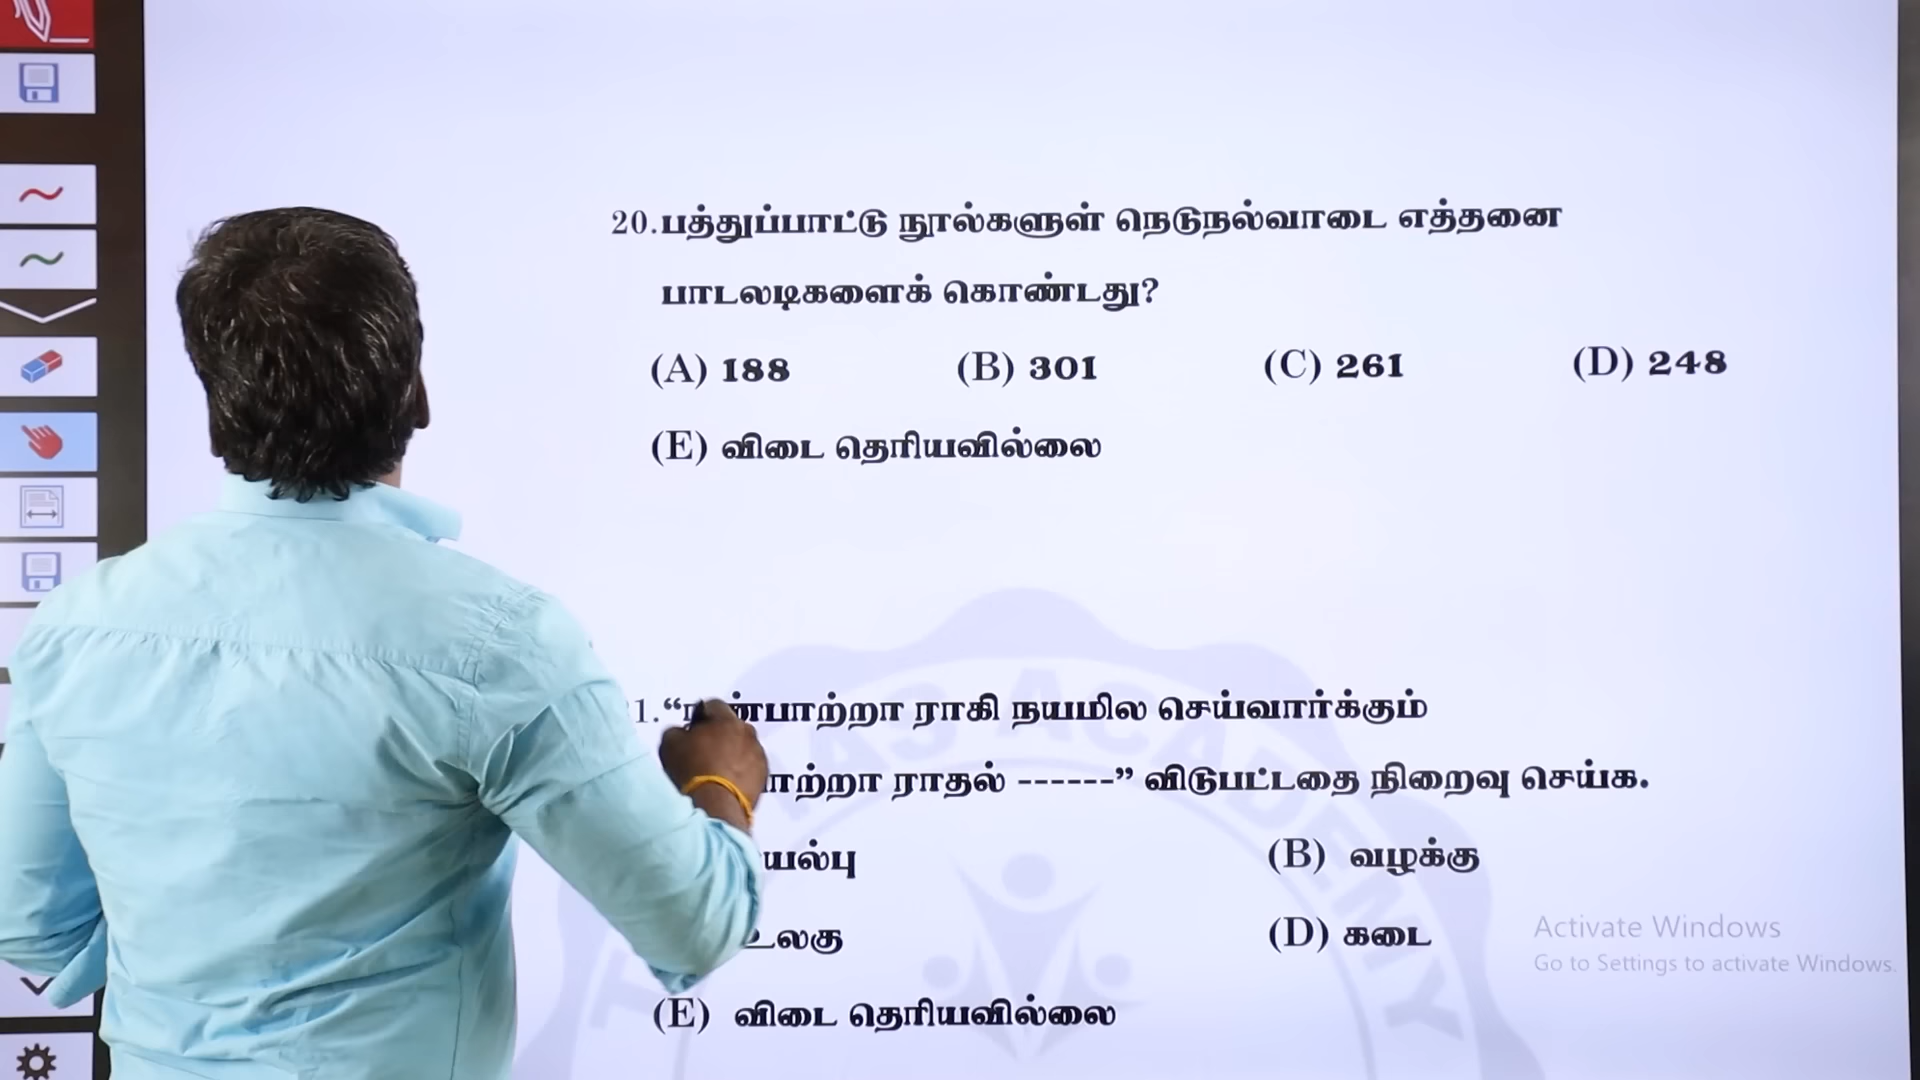 20.பத்துப்பாட்டு நூல்களுள் நெடுநல்வாடை எத்தனை
பாடலடிகளைக் கொண்டது?
(A) 188 (B) 301 (C) 261 (D) 248
(E) விடை தெரியவில்லை
ராகி நயமில செய்வார்க்கும்
ராதல் ------” விடுபட்டதை நிறைவு செய்க.
(B) வழக்கு
உலகு (D) கடை
(E) விடை தெரியவில்லை
ACADEMY
Activate Windows
Go to Settings to activate Windows.